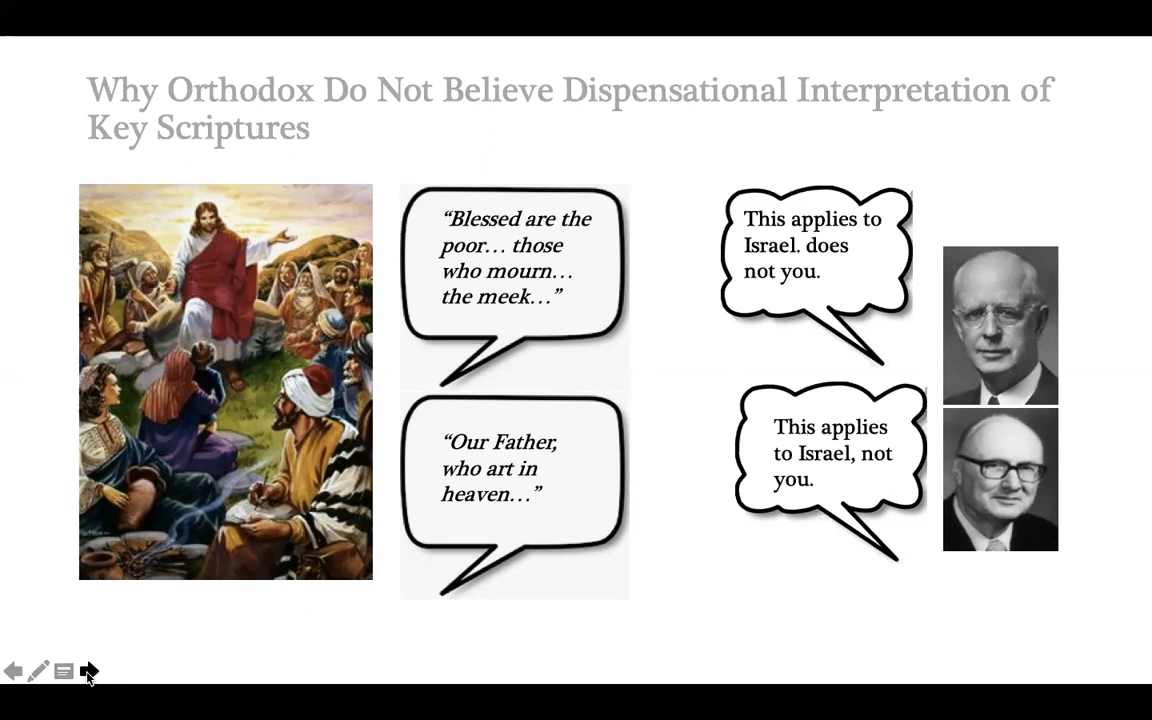 Why Orthodox Do Not Believe Dispensational Interpretation of
Key Scriptures
“Blessed are the
poor… those
who mourn…
the meek…”
This applies to
Israel. does
not you.
“Our Father,
who art in
heaven…”
This applies
to Israel, not
you.